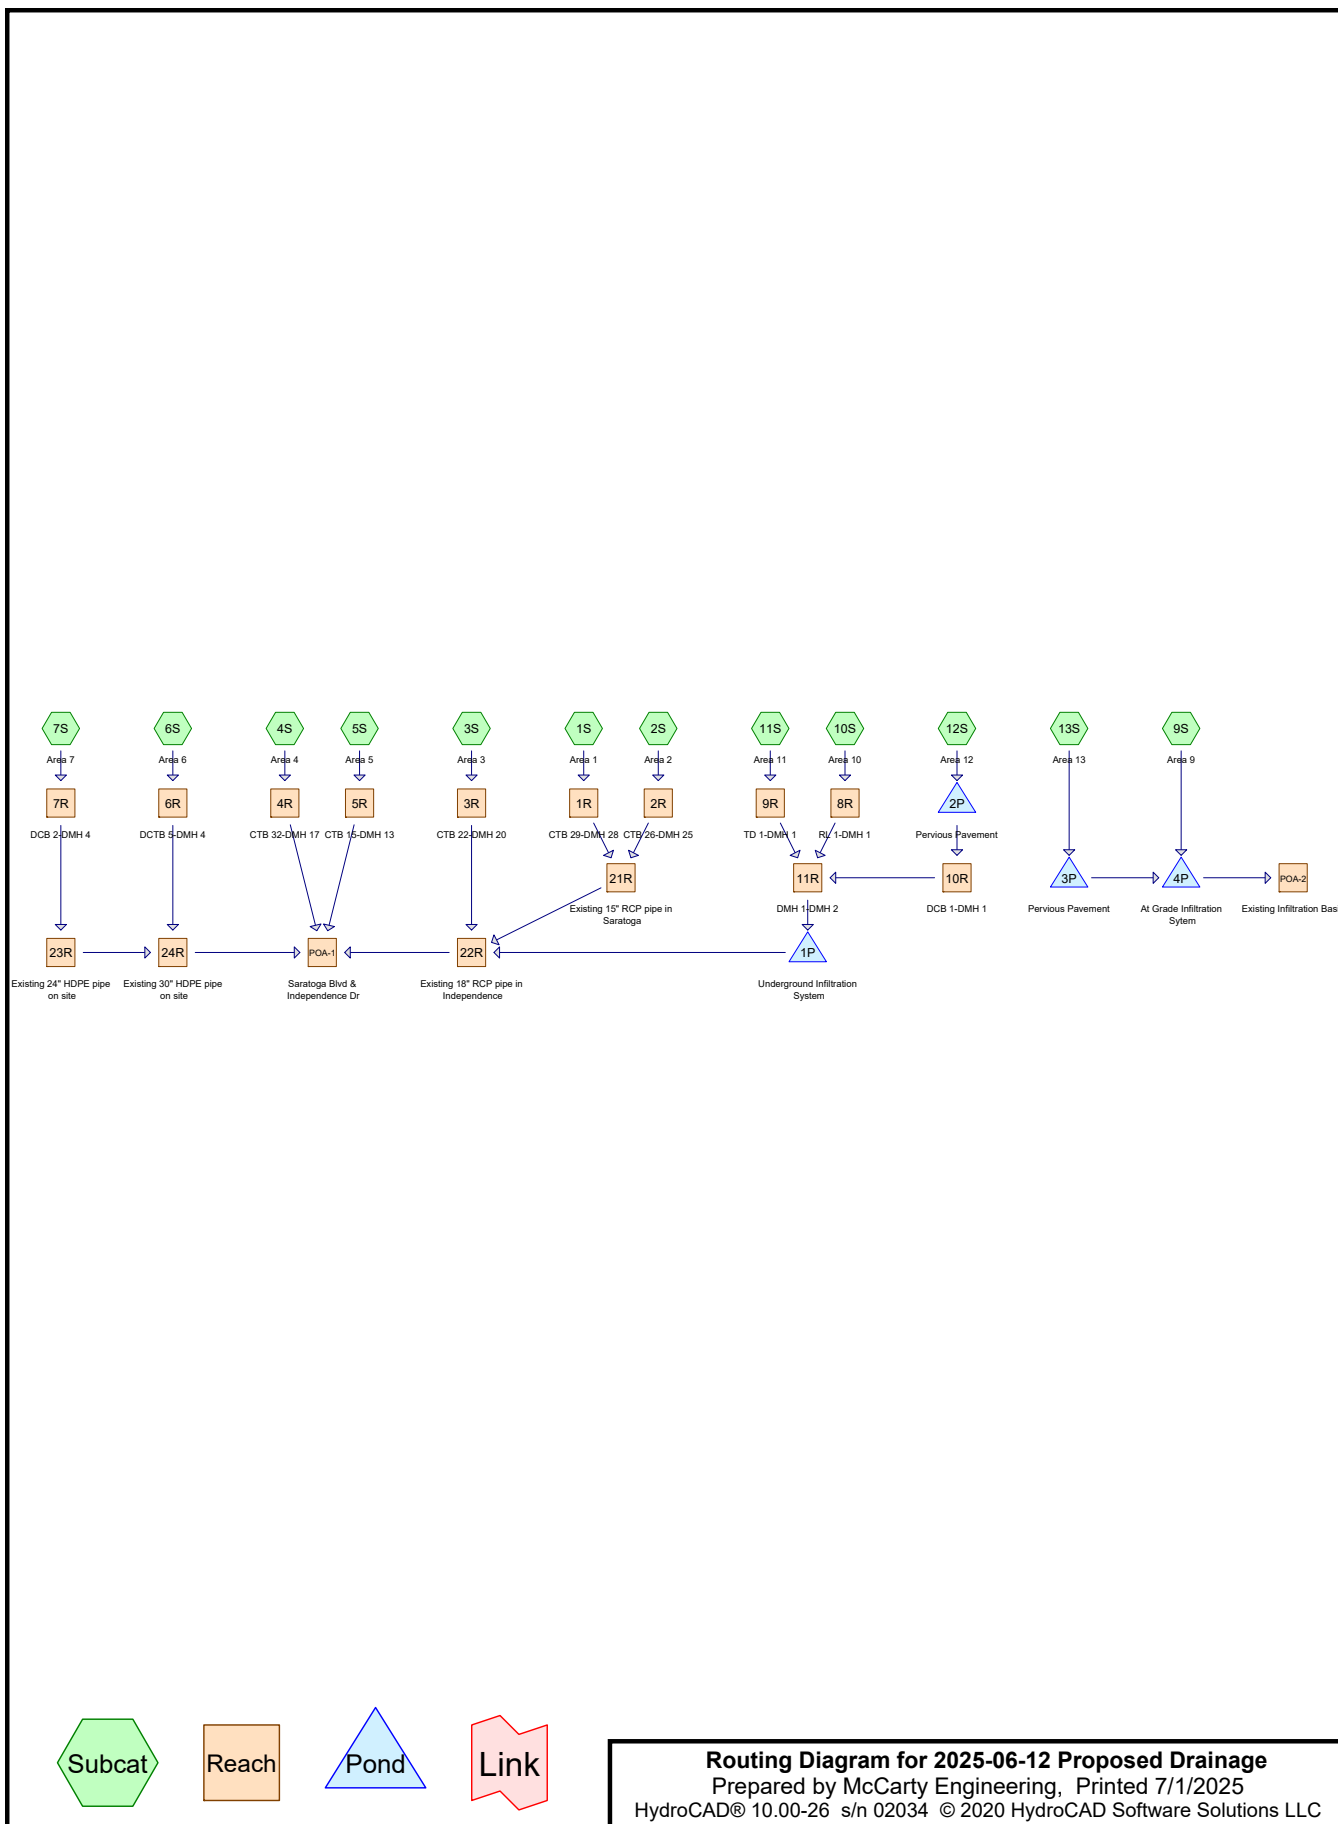 7S 6S 4S 5S 3S 1S 2S 11S 10S 12S 13S 9S
Area 7 Area 6 Area 4 Area 5 Area 3 Area 1 Area 2 Area 11 Area 10 Area 12 Area 13 Area 9
7R 6R 4R 5R 3R 1R 2R 9R 8R 2P
DCB 2-DMH 4 DCTB 5-DMH 4 CTB 32-DMH 17 CTB 15-DMH 13 CTB 22-DMH 20 CTB 29-DMH 28 CTB 26-DMH 25 TD 1-DMH 1 RL 1-DMH 1 Pervious Pavement
21R 11R 10R 3P 4P POA-2
Existing 15" RCP pipe in DMH 1-DMH 2 DCB 1-DMH 1 Pervious Pavement At Grade Infiltration Existing Infiltration Basi
Saratoga Sytem
23R 24R POA-1 22R 1P
Existing 24" HDPE pipe Existing 30" HDPE pipe Saratoga Blvd & Existing 18" RCP pipe in Underground Infiltration
on site on site Independence Dr Independence System
Subcat Reach Pond Link
Routing Diagram for 2025-06-12 Proposed Drainage
Prepared by McCarty Engineering, Printed 7/1/2025
HydroCAD® 10.00-26 s/n 02034 © 2020 HydroCAD Software Solutions LLC